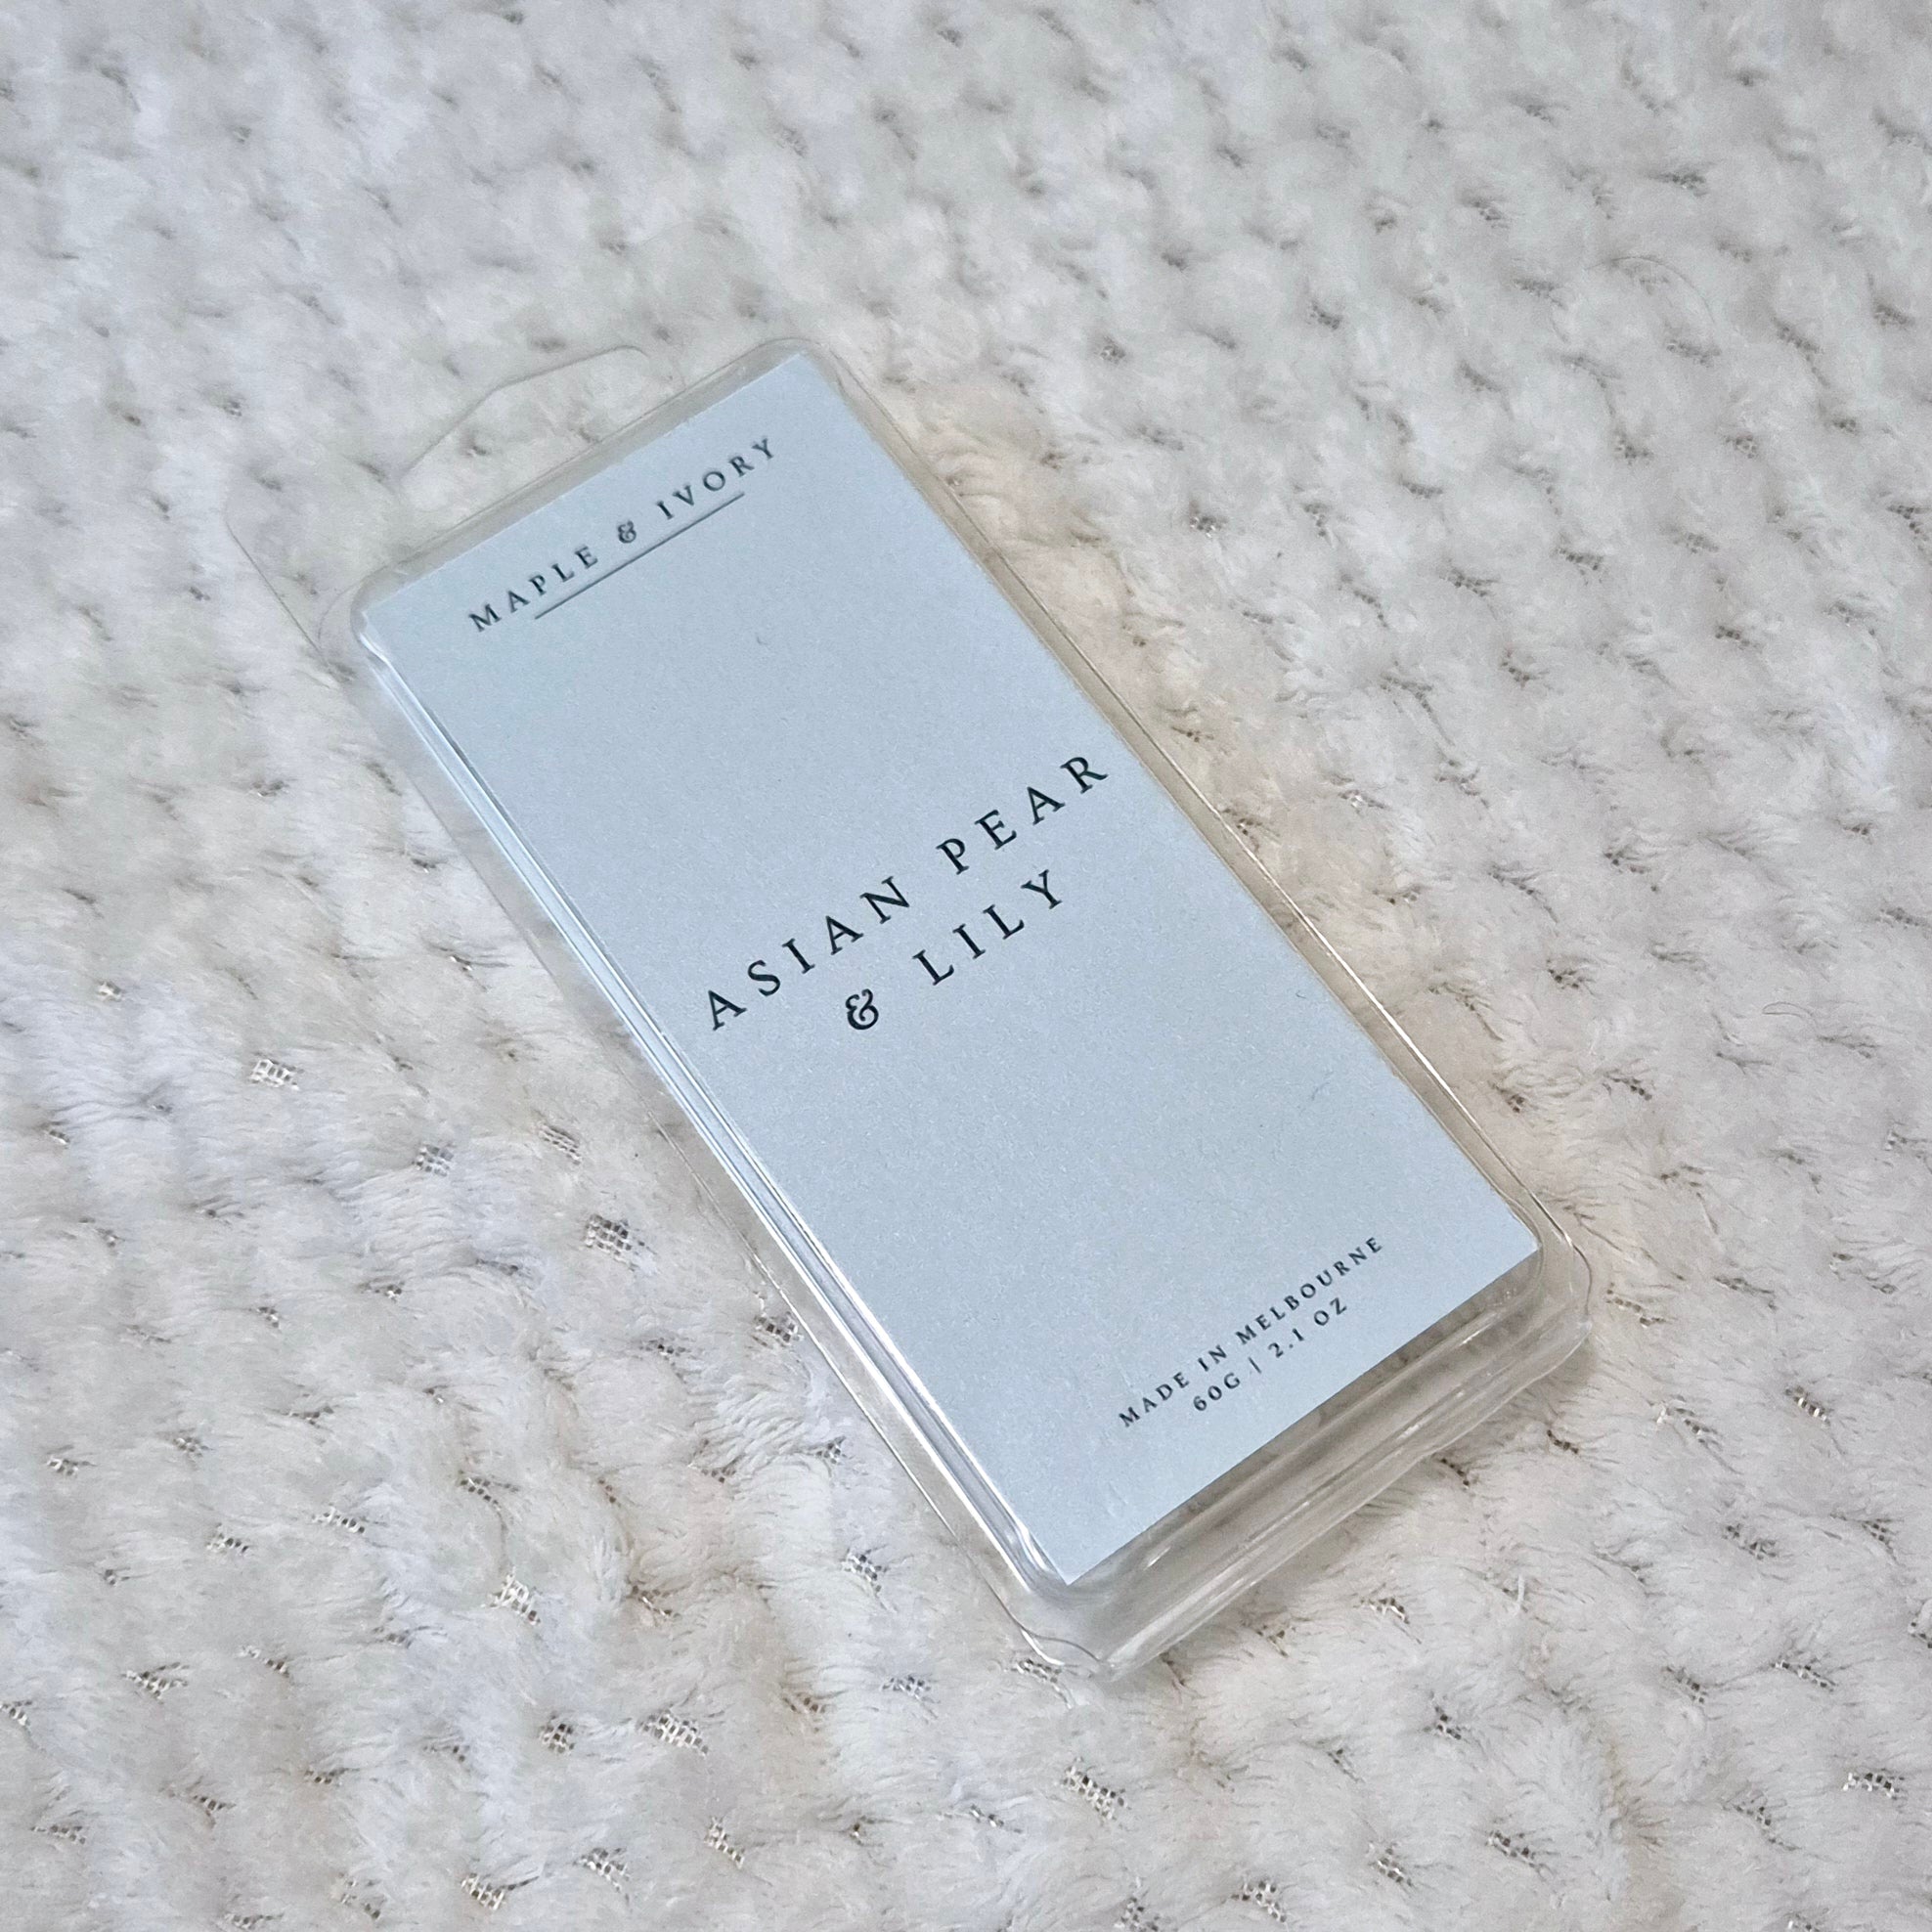 MAPLE & IVORY
ASIAN PEAR
& LILY
MADE IN MELBOURNE
60G | 2.1 OZ